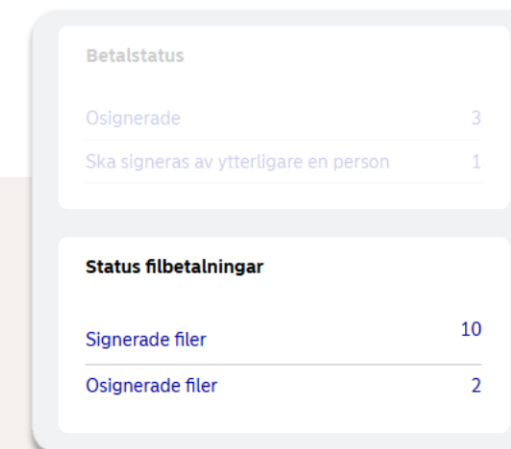 Betalstatus
Osignerade 3
Ska signeras av ytterligare en person 1
Status filbetalningar
Signerade filer 10
Osignerade filer 2